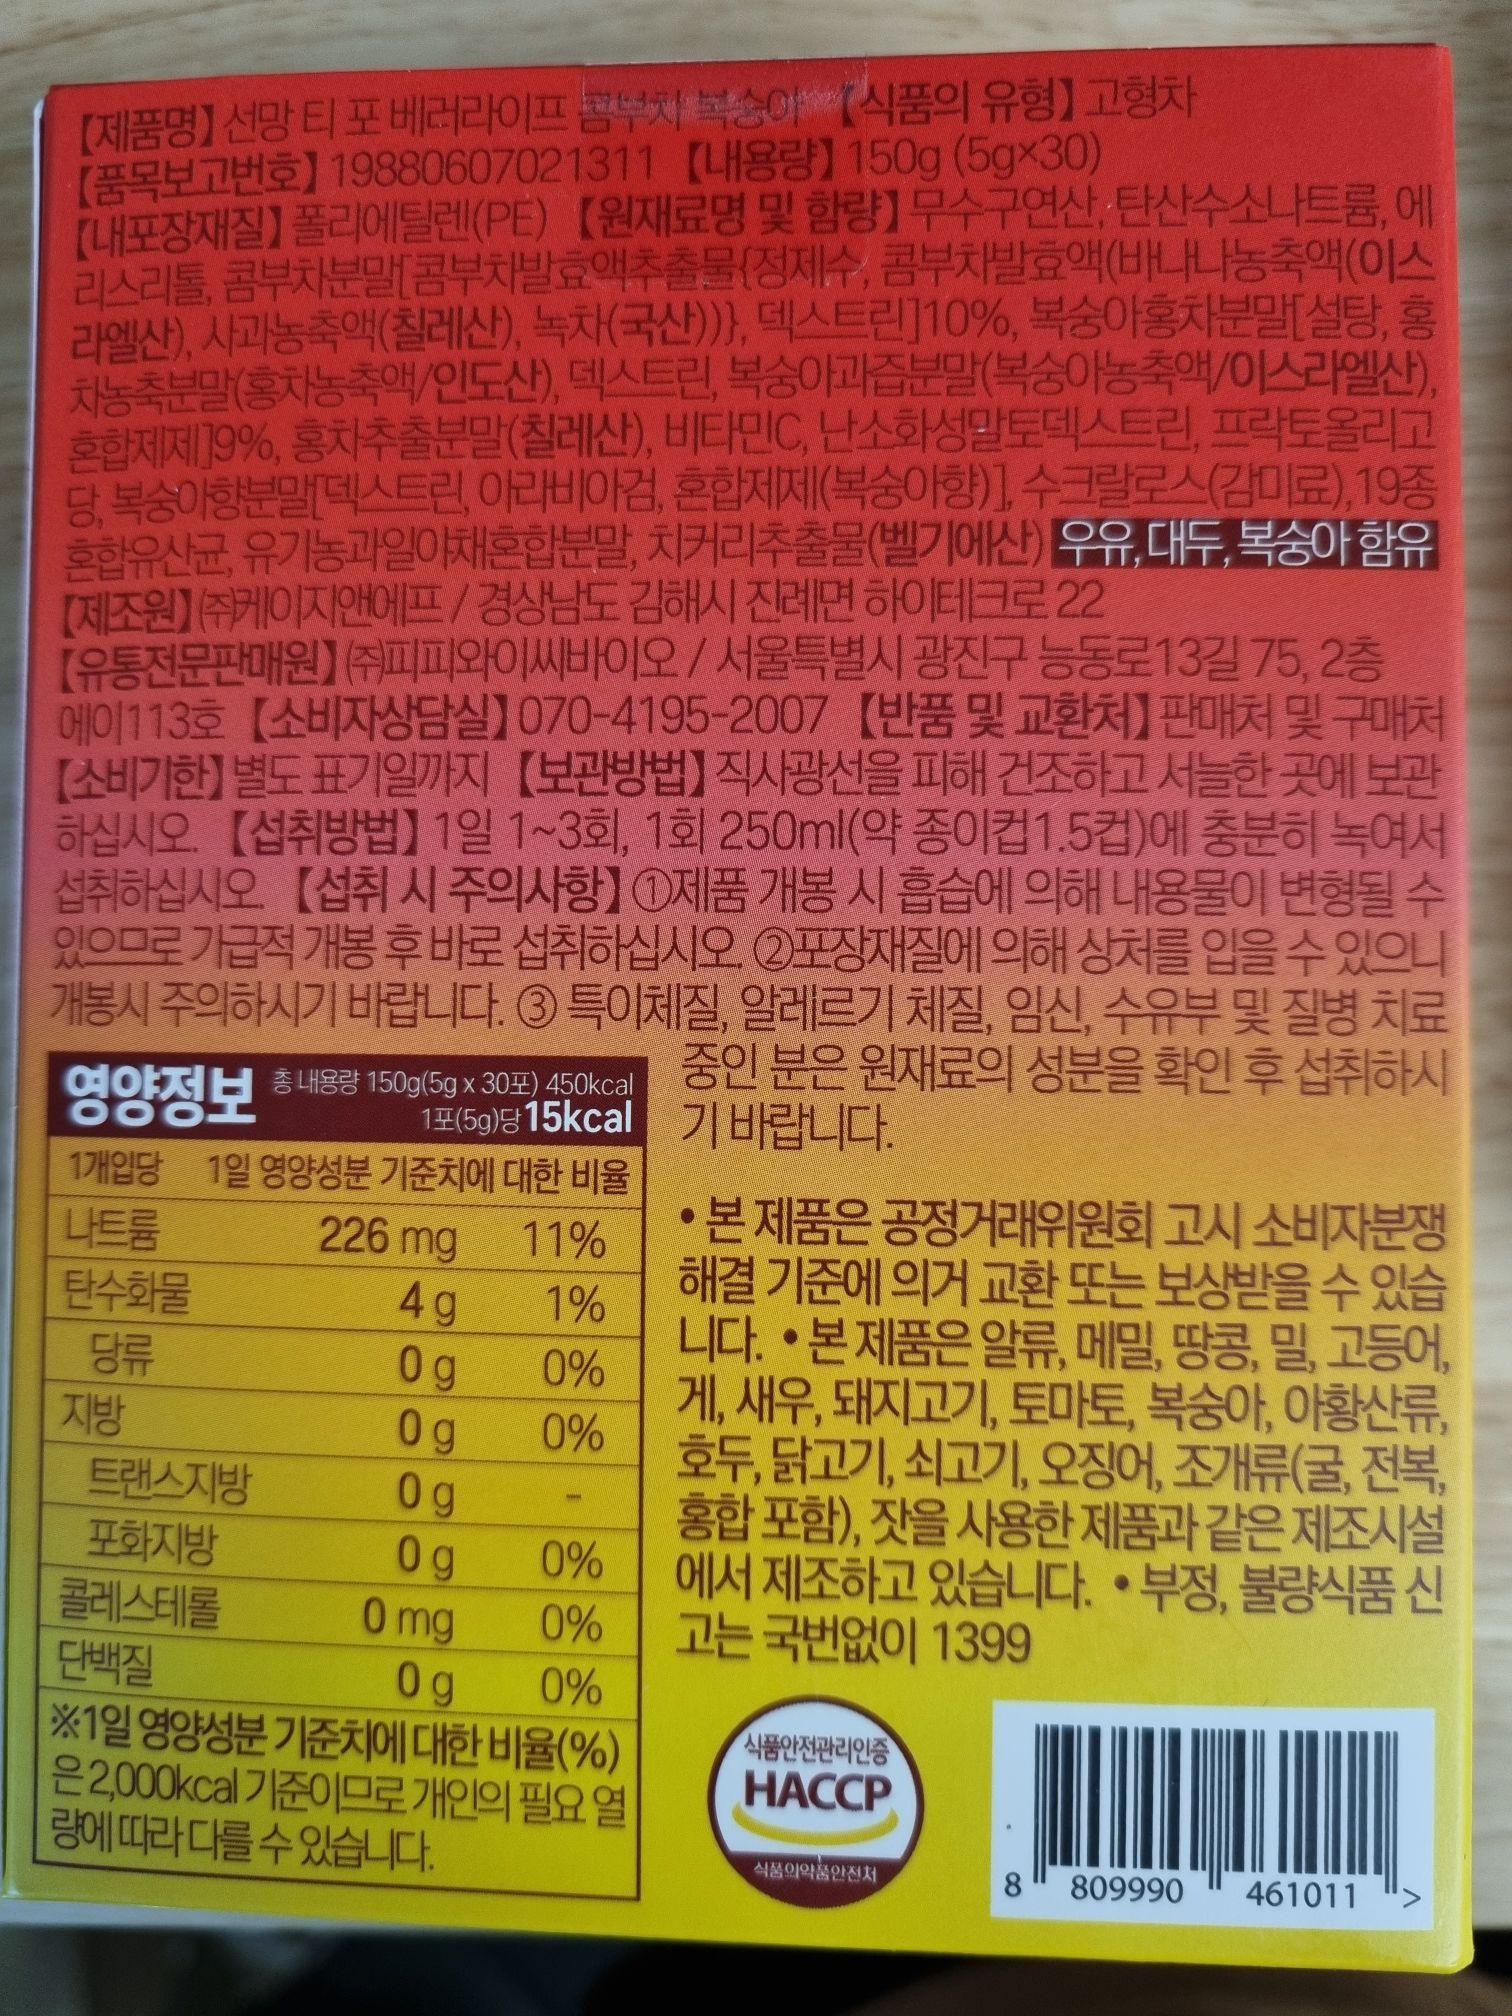 【제품명】 선망 티 포 베러라이프 콤부차 복숭아 【식품의 유형】 고형차
【품목보고번호】 19880607021311 【내용량】 150g (5g×30)
【내포장재질】 폴리에틸렌(PE) 【원재료명 및 함량】 무수구연산, 탄산수소나트륨, 에
리스리톨, 콤부차분말[콤부차발효액추출물{정제수, 콤부차발효액(바나나농축액(이스
라엘산), 사과농축액(칠레산), 녹차(국산))}, 덱스트린]10%, 복숭아홍차분말[설탕, 홍
차농축분말(홍차농축액/인도산), 덱스트린, 복숭아과즙분말(복숭아농축액/이스라엘산),
혼합제제]9%, 홍차추출분말(칠레산), 비타민C, 난소화성말토덱스트린, 프락토올리고
당, 복숭아향분말[덱스트린, 아라비아검, 혼합제제(복숭아향)], 수크랄로스(감미료), 19종
혼합유산균, 유기농과일야채혼합분말, 치커리추출물(벨기에산) 우유, 대두, 복숭아 함유
【제조원】 ㈜케이지앤에프 / 경상남도 김해시 진례면 하이테크로 22
【유통전문판매원】 ㈜피피와이씨바이오 / 서울특별시 광진구 능동로13길 75, 2층
에이113호 【소비자상담실】 070-4195-2007 【반품 및 교환처】 판매처 및 구매처
【소비기한】 별도 표기일까지 【보관방법】 직사광선을 피해 건조하고 서늘한 곳에 보관
하십시오. 【섭취방법】 1일 1~3회, 1회 250ml(약 종이컵1.5컵)에 충분히 녹여서
섭취하십시오. 【섭취 시 주의사항】 ①제품 개봉 시 흡습에 의해 내용물이 변형될 수
있으므로 가급적 개봉 후 바로 섭취하십시오. ②포장재질에 의해 상처를 입을 수 있으니
개봉시 주의하시기 바랍니다. ③ 특이체질, 알레르기 체질, 임신, 수유부 및 질병 치료
중인 분은 원재료의 성분을 확인 후 섭취하시
기 바랍니다.
영양정보 총 내용량 150g(5g x 30포) 450kcal
1포(5g)당 15kcal
1개입당 1일 영양성분 기준치에 대한 비율
나트륨 226 mg 11%
탄수화물 4 g 1%
당류 0 g 0%
지방 0 g 0%
트랜스지방 0 g -
포화지방 0 g 0%
콜레스테롤 0 mg 0%
단백질 0 g 0%
※1일 영양성분 기준치에 대한 비율(%)
은 2,000kcal 기준이므로 개인의 필요 열
량에 따라 다를 수 있습니다.
• 본 제품은 공정거래위원회 고시 소비자분쟁
해결 기준에 의거 교환 또는 보상받을 수 있습
니다. • 본 제품은 알류, 메밀, 땅콩, 밀, 고등어,
게, 새우, 돼지고기, 토마토, 복숭아, 아황산류,
호두, 닭고기, 쇠고기, 오징어, 조개류(굴, 전복,
홍합 포함), 잣을 사용한 제품과 같은 제조시설
에서 제조하고 있습니다. • 부정, 불량식품 신
고는 국번없이 1399
식품안전관리인증
HACCP
식품의약품안전처
8 809990 461011 >